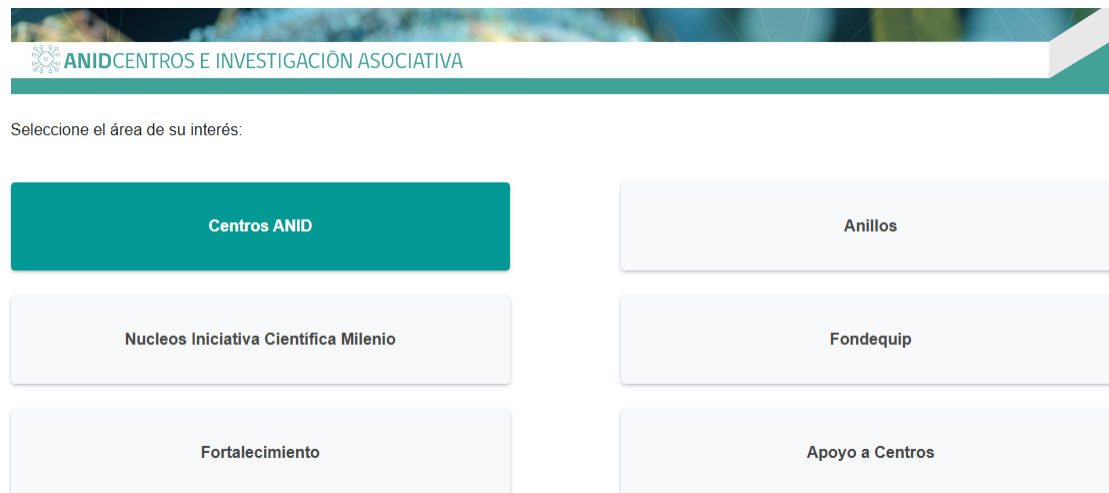 ANIDCENTROS E INVESTIGACIÒN ASOCIATIVA
Seleccione el área de su interés:
Centros ANID
Anillos
Nucleos Iniciativa Científica Milenio
Fondequip
Fortalecimiento
Apoyo a Centros